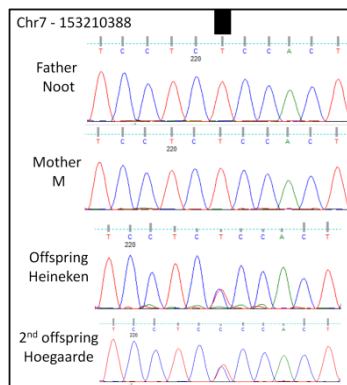 Chr7 - 153210388
T C C T C T C C A C T
220
Father
Noot
T C C T C T C C A C T
220
Mother
M
T C C T C T C C A C T
220
Offspring
Heineken
T C C T C C C C A C T
220
2nd offspring
Hoegaarde